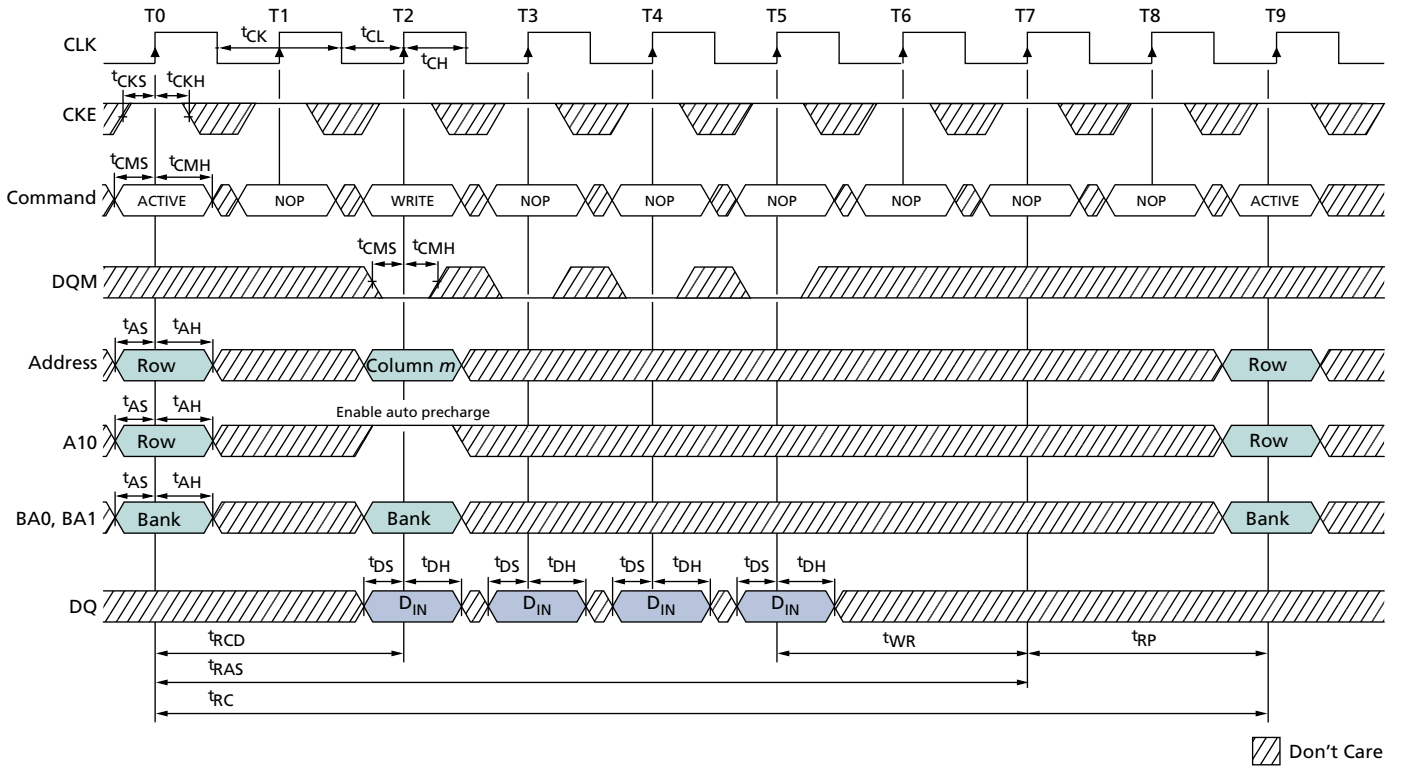 T0 T1 T2 T3 T4 T5 T6 T7 T8 T9
CLK tCK tCL tCH
tCKS tCKH
CKE
tCMS tCMH
Command ACTIVE NOP WRITE NOP NOP NOP NOP NOP NOP ACTIVE
tCMS tCMH
DQM
tAS tAH
Address Row Column m Row
tAS tAH Enable auto precharge
A10 Row Row
tAS tAH
BA0, BA1 Bank Bank Bank
tDS tDH tDS tDH tDS tDH tDS tDH
DQ DIN DIN DIN DIN
tRCD tWR tRP
tRAS
tRC
Don't Care